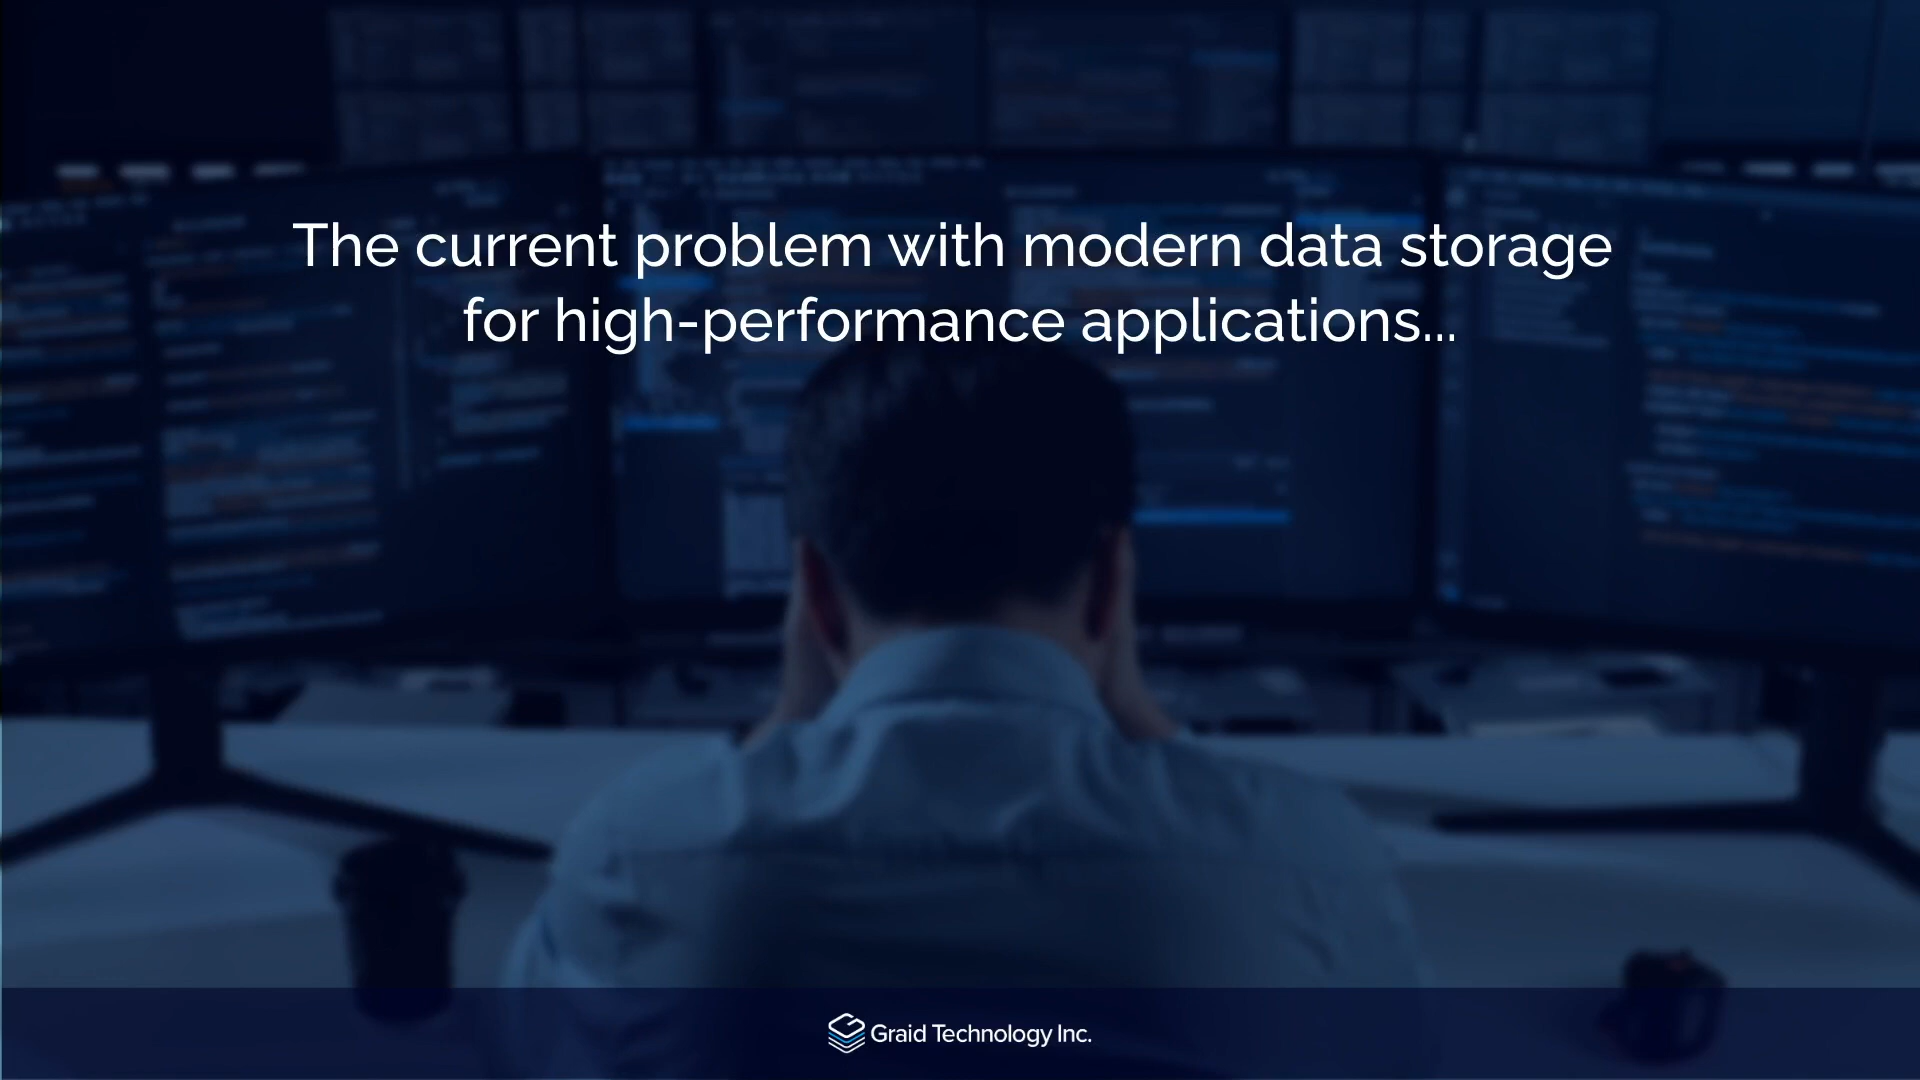 The current problem with modern data storage
for high-performance applications...
Graid Technology Inc.